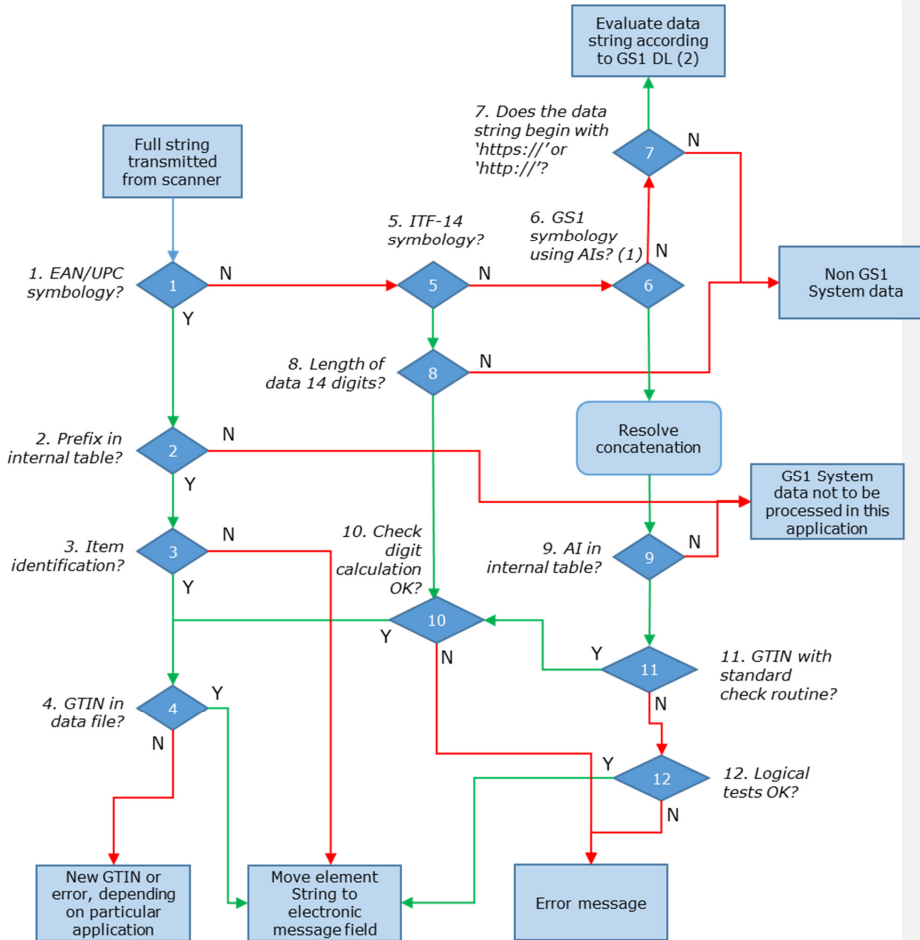 Evaluate data
string according
to GS1 DL (2)
7. Does the data
string begin with
‘https://’ or
‘http://’?
7
N
Full string
transmitted
from scanner
5. ITF-14
symbology?
6. GS1
symbology
using AIs? (1)
N
1. EAN/UPC
symbology?
1
N
Y
5
N
6
Non GS1
System data
8. Length of
data 14 digits?
8
N
Resolve
concatenation
2. Prefix in
internal table?
2
N
Y
GS1 System
data not to be
processed in this
application
3. Item
identification?
3
N
Y
10. Check
digit
calculation
OK?
9. AI in
internal table?
9
N
10
Y
N
11
Y
N
11. GTIN with
standard
check routine?
4. GTIN in
data file?
4
Y
N
12
Y
N
12. Logical
tests OK?
New GTIN or
error, depending
on particular
application
Move element
String to
electronic
message field
Error message